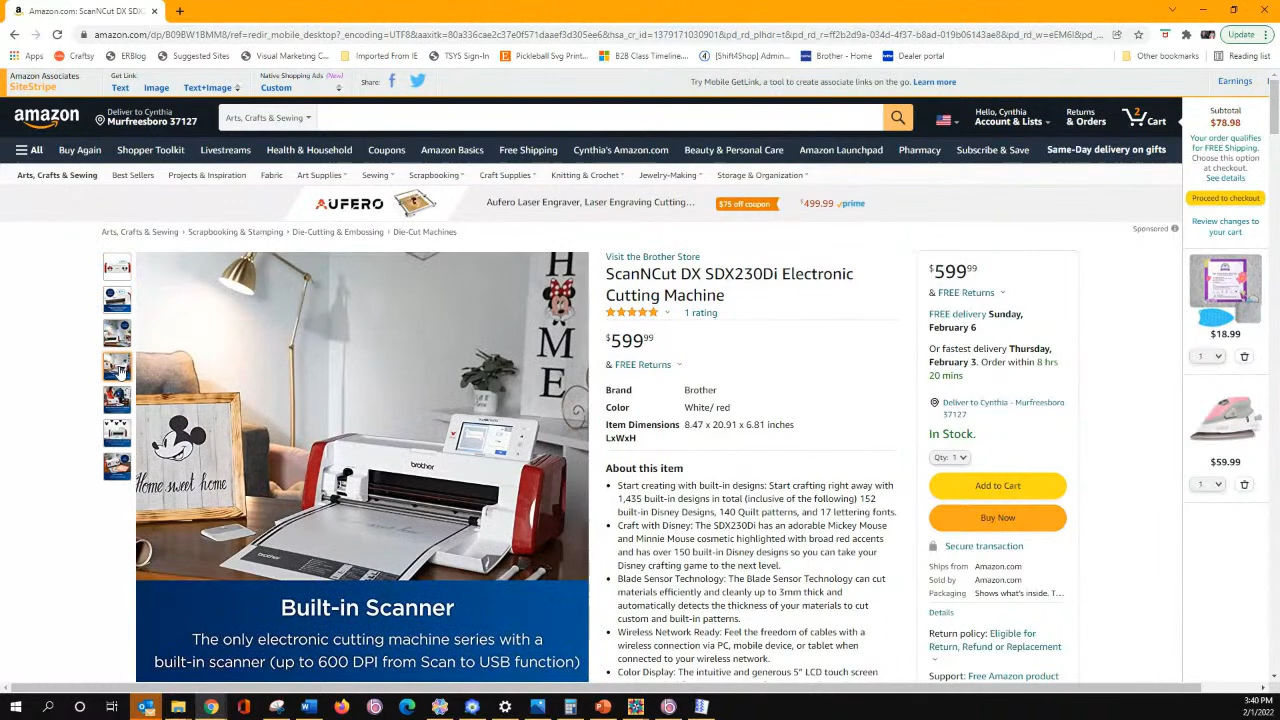 Amazon.com: ScanNCut DX SDX
amazon.com/dp/B09BW1BMM8/ref=redir_mobile_desktop?_encoding=UTF8&aaxitk=80a336cae2c37e0f571daaef3d305ee6&hsa_cr_id=1379171030901&pd_rd_plhdr=t&pd_rd_r=ff2b2d9a-034d-4f37-b8ad-019b06143ae8&pd_rd_w=eEM6I&p...
Update
Apps
Craftsy
ERBlog
Suggested Sites
Visual Marketing C...
Imported From IE
TSYS Sign-In
Pickleball Svg Print...
B2B Class Templat...
[Shift4Shop] Admin...
Brother - Home
Dealer portal
Other bookmarks
Reading list
Amazon Associates
SiteStripe
Get Link:
Text
Image
Text+Image
Native Shopping Ads (New)
Custom
Share:
Try Mobile GetLink, a tool to create associate links on the go. Learn more
Earnings
amazon
Deliver to Cynthia
Murfreesboro 37127
Arts, Crafts & Sewing
Hello, Cynthia
Account & Lists
Returns
& Orders
2
Cart
All
Buy Again
Shopper Toolkit
Livestreams
Health & Household
Coupons
Amazon Basics
Free Shipping
Cynthia's Amazon.com
Beauty & Personal Care
Amazon Launchpad
Pharmacy
Subscribe & Save
Same-Day delivery on gifts
Arts, Crafts & Sewing
Best Sellers
Projects & Inspiration
Fabric
Art Supplies
Sewing
Scrapbooking
Craft Supplies
Knitting & Crochet
Jewelry-Making
Storage & Organization
AUFERO
Aufero Laser Engraver, Laser Engraving Cutting...
$75 off coupon
$499.99 prime
Arts, Crafts & Sewing › Scrapbooking & Stamping › Die-Cutting & Embossing › Die-Cut Machines
Sponsored
H
M
E
Home sweet home
brother
brother
Built-in Scanner
The only electronic cutting machine series with a
built-in scanner (up to 600 DPI from Scan to USB function)
Visit the Brother Store
ScanNCut DX SDX230Di Electronic
Cutting Machine
1 rating
$599 99
& FREE Returns
Brand Brother
Color White/ red
Item Dimensions 8.47 x 20.91 x 6.81 inches
LxWxH
About this item
• Start creating with built-in designs: Start crafting right away with
1,435 built-in designs in total (inclusive of the following) 152
built-in Disney Designs, 140 Quilt patterns, and 17 lettering fonts.
• Craft with Disney: The SDX230Di has an adorable Mickey Mouse
and Minnie Mouse cosmetic highlighted with broad red accents
and has over 150 built-in Disney designs so you can take your
Disney crafting game to the next level.
• Blade Sensor Technology: The Blade Sensor Technology can cut
materials efficiently and cleanly up to 3mm thick and
automatically detects the thickness of your materials to cut
custom and built-in patterns.
• Wireless Network Ready: Feel the freedom of cables with a
wireless connection via PC, mobile device, or tablet when
connected to your wireless network.
• Color Display: The intuitive and generous 5” LCD touch screen
$599 99
& FREE Returns
FREE delivery Sunday,
February 6
Or fastest delivery Thursday,
February 3. Order within 8 hrs
20 mins
Deliver to Cynthia - Murfreesboro
37127
In Stock.
Qty: 1
Add to Cart
Buy Now
Secure transaction
Ships from Amazon.com
Sold by Amazon.com
Packaging Shows what's inside. T...
Details
Return policy: Eligible for
Return, Refund or Replacement
Support: Free Amazon product
Subtotal
$78.98
Your order qualifies
for FREE Shipping.
Choose this option
at checkout.
See details
Proceed to checkout
Review changes to
your cart
$18.99
1
$59.99
1
3:40 PM
2/1/2022